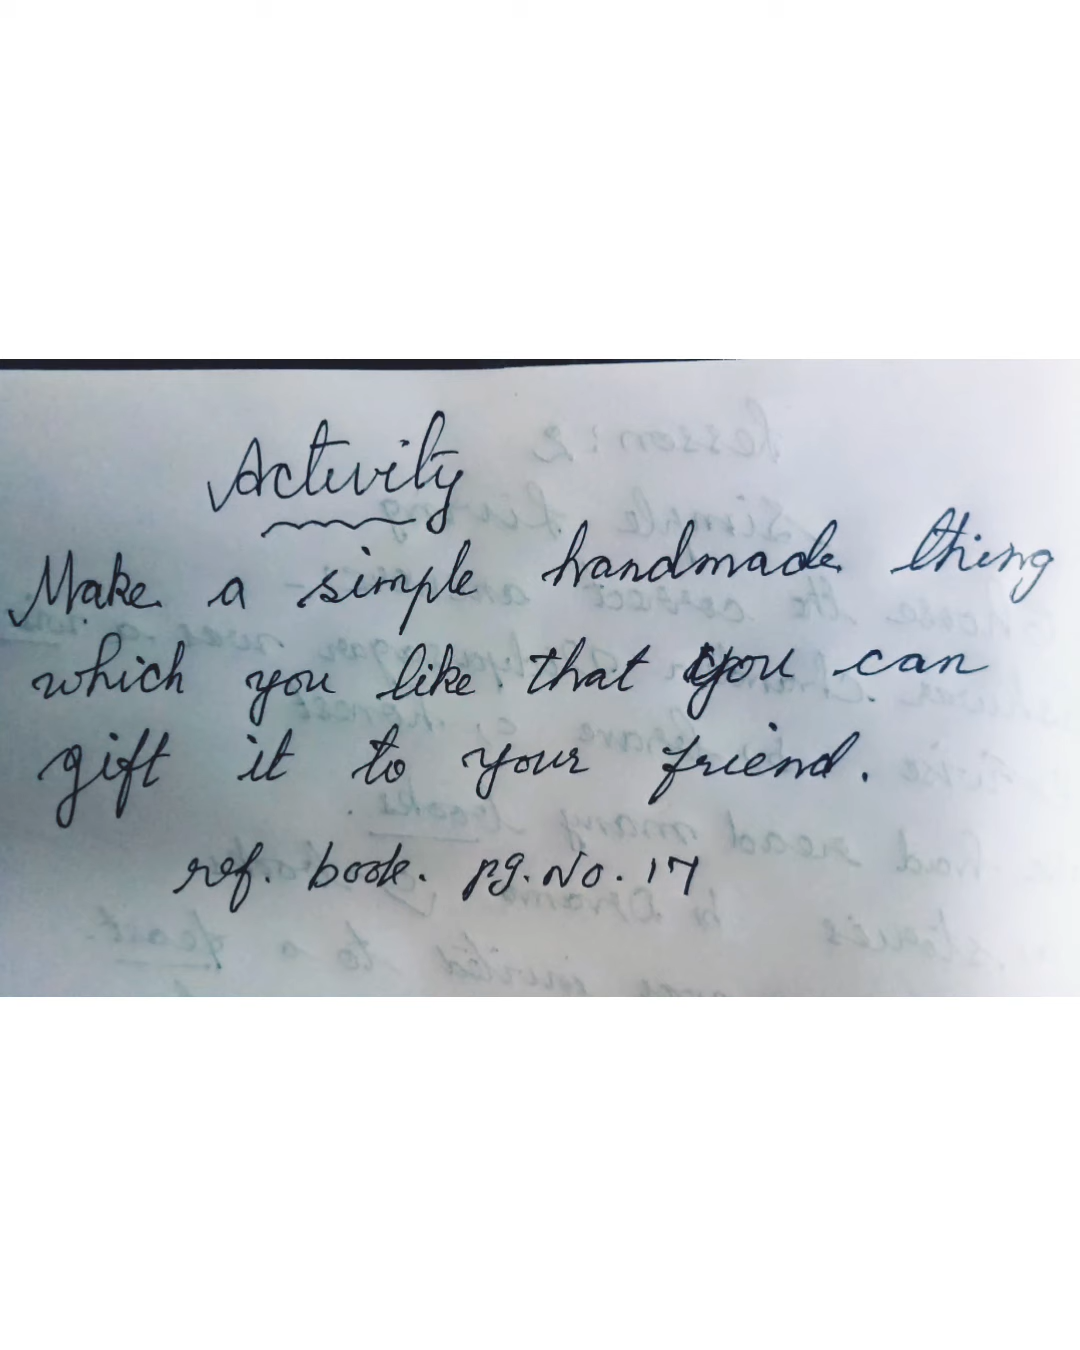 Activity
Make a simple handmade thing
which you like that you can
gift it to your friend.
ref. book. pg. No. 17